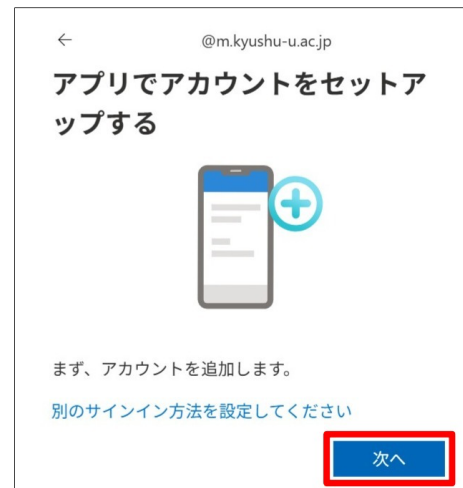 ← @m.kyushu-u.ac.jp
アプリでアカウントをセットア
ップする
まず、アカウントを追加します。
別のサインイン方法を設定してください
次へ